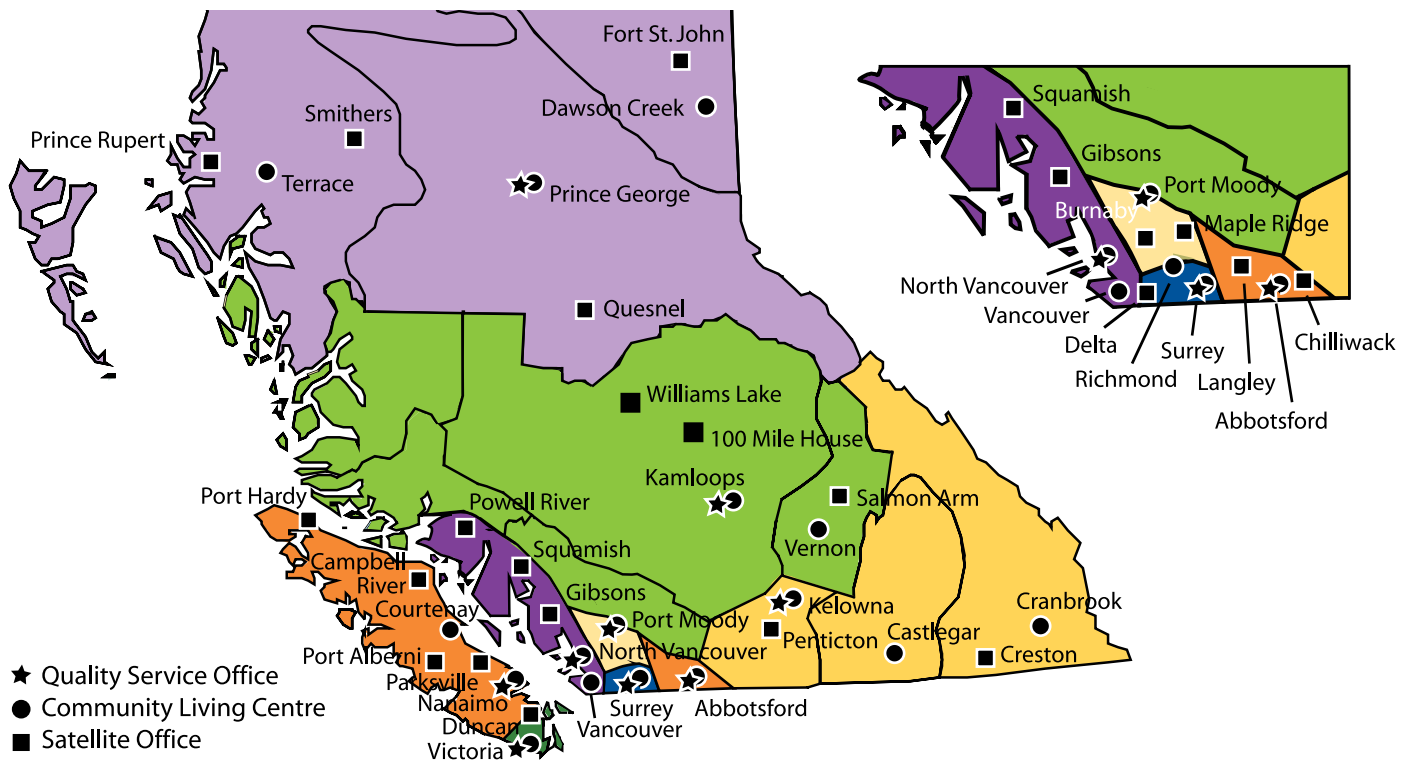 Fort St. John
Dawson Creek
Smithers
Prince Rupert
Terrace
Prince George
Quesnel
Williams Lake
100 Mile House
Kamloops
Salmon Arm
Vernon
Port Hardy
Powell River
Campbell
River
Squamish
Courtenay
Gibsons
Port Moody
Kelowna
Penticton
Castlegar
Cranbrook
Creston
North Vancouver
Port Alberni
Parksville
Nanaimo
Duncan
Victoria
Surrey
Vancouver
Abbotsford
Quality Service Office
Community Living Centre
Satellite Office
Squamish
Gibsons
Port Moody
Burnaby
Maple Ridge
North Vancouver
Vancouver
Delta
Richmond
Surrey
Langley
Abbotsford
Chilliwack